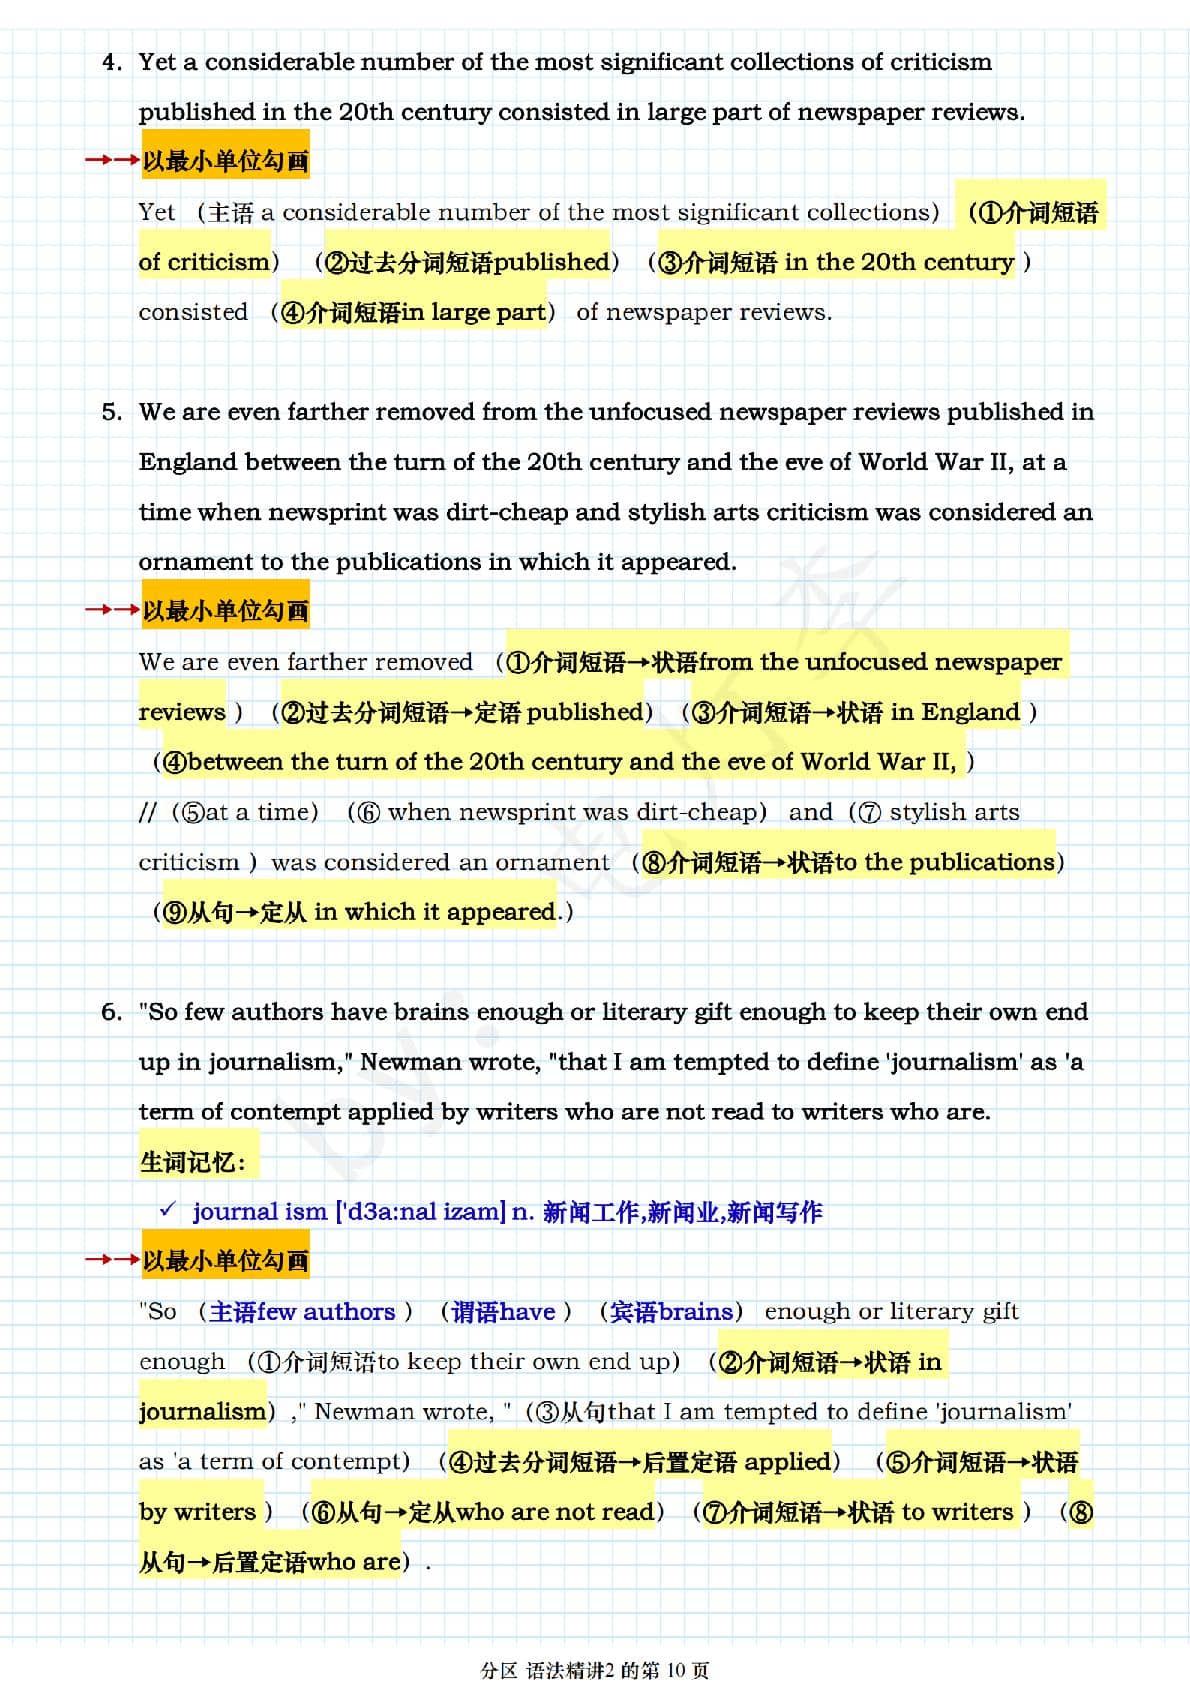 4. Yet a considerable number of the most significant collections of criticism
published in the 20th century consisted in large part of newspaper reviews.
→→以最小单位勾画
Yet （主语 a considerable number of the most significant collections）（①介词短语
of criticism）（②过去分词短语published）（③介词短语 in the 20th century ）
consisted （④介词短语in large part） of newspaper reviews.
5. We are even farther removed from the unfocused newspaper reviews published in
England between the turn of the 20th century and the eve of World War II, at a
time when newsprint was dirt-cheap and stylish arts criticism was considered an
ornament to the publications in which it appeared.
→→以最小单位勾画
We are even farther removed （①介词短语→状语from the unfocused newspaper
reviews ）（②过去分词短语→定语 published）（③介词短语→状语 in England ）
（④between the turn of the 20th century and the eve of World War II, ）
//（⑤at a time）（⑥ when newsprint was dirt-cheap） and（⑦ stylish arts
criticism ）was considered an ornament （⑧介词短语→状语to the publications）
（⑨从句→定从 in which it appeared.）
6. "So few authors have brains enough or literary gift enough to keep their own end
up in journalism," Newman wrote, "that I am tempted to define 'journalism' as 'a
term of contempt applied by writers who are not read to writers who are.
生词记忆：
✓ journal ism ['d3a:nal izam] n. 新闻工作,新闻业,新闻写作
→→以最小单位勾画
"So （主语few authors ）（谓语have ）（宾语brains） enough or literary gift
enough （①介词短语to keep their own end up）（②介词短语→状语 in
journalism）," Newman wrote, "（③从句that I am tempted to define 'journalism'
as 'a term of contempt）（④过去分词短语→后置定语 applied）（⑤介词短语→状语
by writers ）（⑥从句→定从who are not read）（⑦介词短语→状语 to writers ）（⑧
从句→后置定语who are）.
分区 语法精讲2 的第 10 页